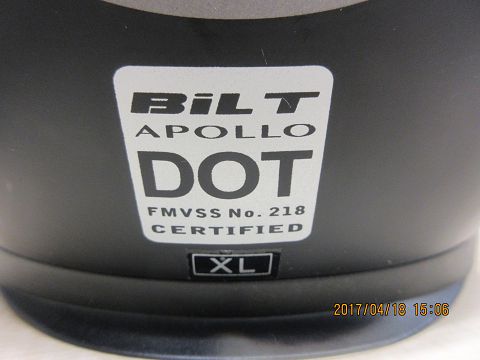 BiLT
APOLLO
DOT
FMVSS No. 218
CERTIFIED
XL
2017/04/18 15:06